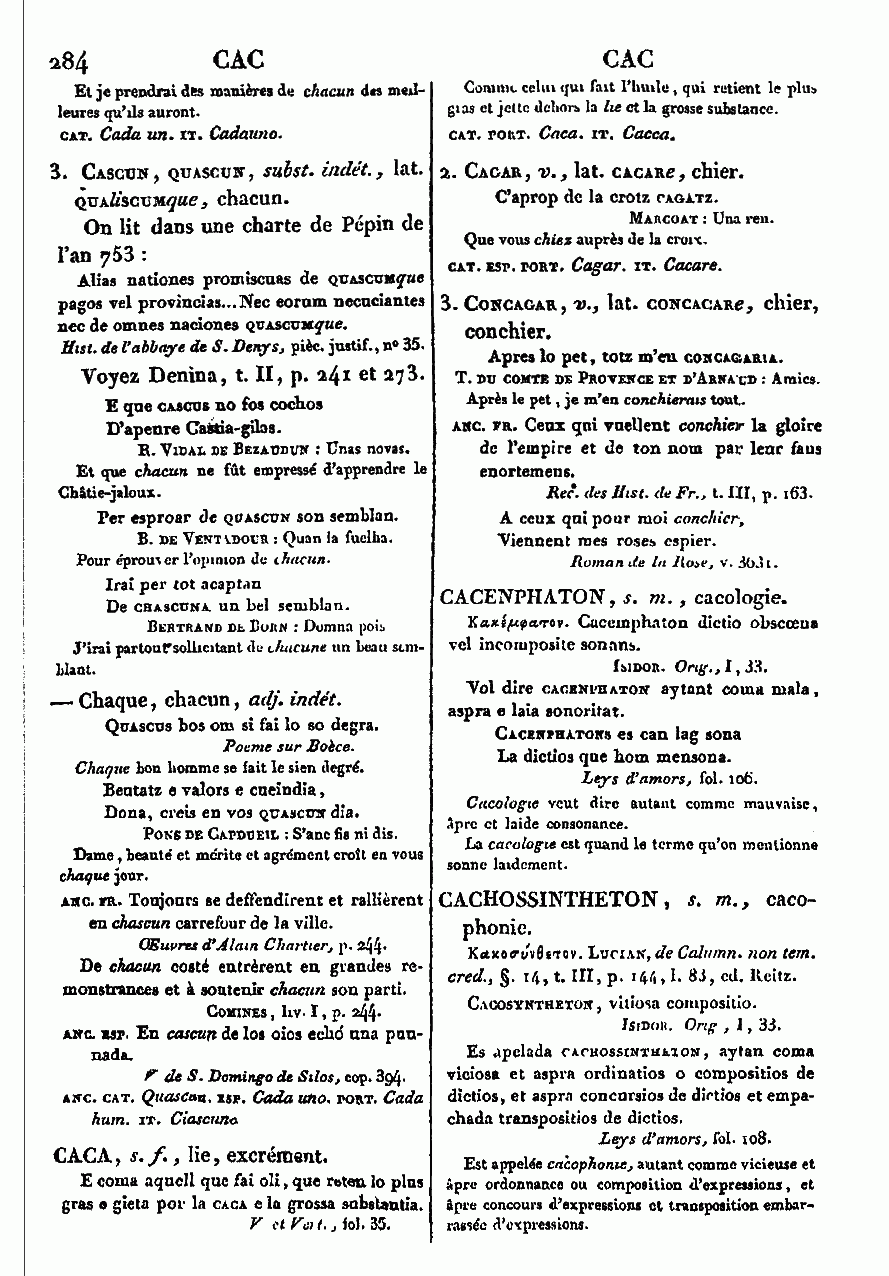 284 CAC CAC
Et je prendrai des manières de chacun des meil-
leures qu'ils auront.
CAT. Cada un. IT. Cadauno.
3. CASCUN, QUASCUN, subst. indét., lat.
QUALISCUMque, chacun.
On lit dans une charte de Pépin de
l'an 753 :
Alias nationes promiscuas de QUASCUMque
pagos vel provincias...Nec eorum necuciantes
nec de omnes naciones QUASCUMque.
Hist. de l'abbaye de S. Denys, pièc. justif., n° 35.
Voyez Denina, t. II, p. 241 et 273.
E que CASCUS no fos cochos
D'apenre Castia-gilos.
R. VIDAL DE BEZAUDUN : Unas novas.
Et que chacun ne fût empressé d'apprendre le
Châtie-jaloux.
Per esproar de QUASCUN son semblan.
B. DE VENTADOUR : Quan la fuelha.
Pour éprouver l'opinion de chacun.
Irai per tot acaptan
De CHASCUNA un bel semblan.
BERTRAND DE BORN : Domna pois
J'irai partout sollicitant de chacune un beau sem-
blant.
— Chaque, chacun, adj. indét.
QUASCUS bos om si fai lo so degra.
Poeme sur Boèce.
Chaque bon homme se fait le sien degré.
Beutatz e valors e cueindia,
Dona, creis en vos QUASCUN dia.
PONS DE CAPDUEIL : S'anc fis ni dis.
Dame, beauté et mérite et agrément croît en vous
chaque jour.
ANC. FR. Toujours se deffendirent et rallièrent
en chascun carrefour de la ville.
Œuvres d'Alain Chartier, p. 244.
De chacun costé entrèrent en grandes re-
monstrances et à soutenir chacun son parti.
COMINES, liv. I, p. 244.
ANC. ESP. En cascun de los oios echó una pun-
nada.
V de S. Domingo de Silos, cop. 394.
ANC. CAT. Quascun. ESP. Cada uno. PORT. Cada
hum. IT. Ciascuno
CACA, s. f., lie, excrément.
E coma aquell que fai oli, que reten lo plus
gras e gieta por la CACA e la grossa substantia.
V et Vert., fol. 35.
Comme celui qui fait l'huile, qui retient le plus
gras et jette dehors la lie et la grosse substance.
CAT. PORT. Caca. IT. Cacca.
2. CAGAR, v., lat. CACARe, chier.
C'aprop de la crotz CAGATZ.
MARCOAT : Una ren.
Que vous chiez auprès de la croix.
CAT. ESP. PORT. Cagar. IT. Cacare.
3. CONCAGAR, v., lat. CONCACARe, chier,
conchier.
Apres lo pet, totz m'en CONCAGARIA.
T. DU COMTE DE PROVENCE ET D'ARNAUD : Amics.
Après le pet, je m'en conchierais tout.
ANC. FR. Ceux qui vuellent conchier la gloire
de l'empire et de ton nom par leur faus
enortemens.
Rec. des Hist. de Fr., t. III, p. 163.
A ceux qui pour moi conchier,
Viennent mes roses espier.
Roman de la Rose, v. 3631.
CACENPHATON, s. m., cacologie.
Κακέμφατον. Cacemphaton dictio obscœna
vel incomposite sonans.
ISIDOR. Orig., I, 33.
Vol dire CACENPHATON aytant coma mala,
aspra e laia sonoritat.
CACENPHATONS es can lag sona
La dictios que hom mensona.
Leys d'amors, fol. 106.
Cacologie veut dire autant comme mauvaise,
âpre et laide consonance.
La cacologie est quand le terme qu'on mentionne
sonne laidement.
CACHOSSINTHETON, s. m., caco-
phonie.
Κακοσύνθετον. LUCIAN, de Calumn. non tem.
cred., §. 14, t. III, p. 144, l. 83, ed. Reitz.
CACOSYNTHETON, vitiosa compositio.
ISIDOR. Orig, I, 33.
Es apelada CACHOSSINTHAZON, aytan coma
viciosa et aspra ordinatios o compositios de
dictios, et aspra concursios de dictios et empa-
chada transpositios de dictios.
Leys d'amors, fol. 108.
Est appelée cacophonie, autant comme vicieuse et
âpre ordonnance ou composition d'expressions, et
âpre concours d'expressions et transposition embar-
rassée d'expressions.